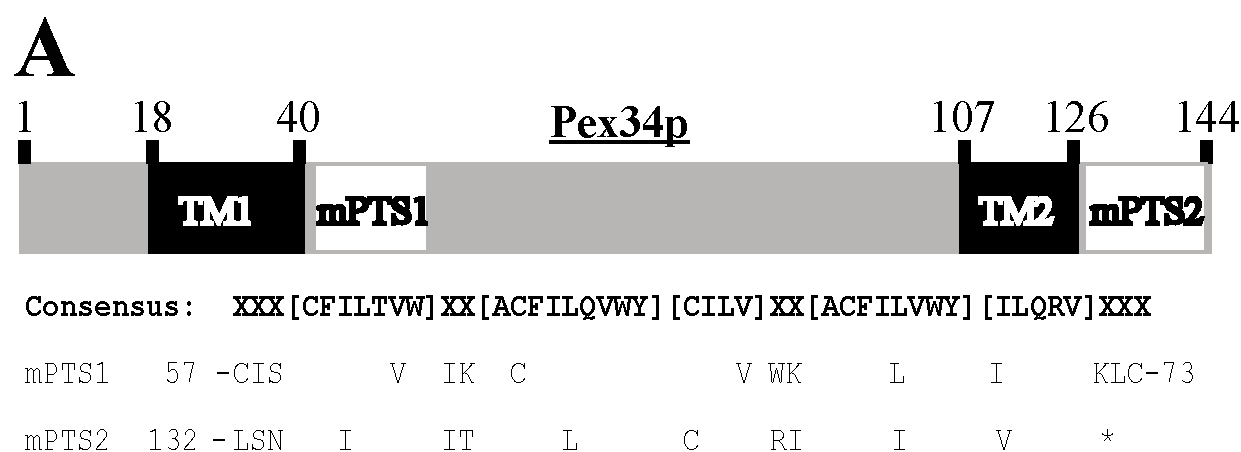 A
1 18 40 Pex34p 107 126 144
TM1 mPTS1 TM2 mPTS2
Consensus: XXX[CFILTVW]XX[ACFILQVWY][CILV]XX[ACFILVWY][ILQRV]XXX
mPTS1 57 -CIS V IK C V WK L I KLC-73
mPTS2 132 -LSN I IT L C RI I V *